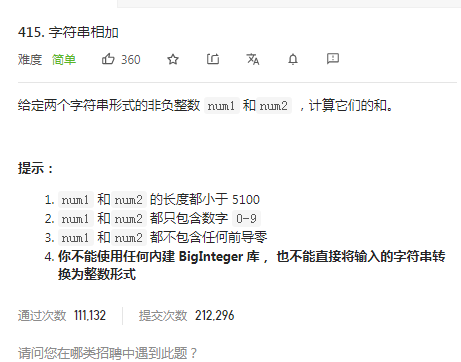 415. 字符串相加
难度 简单 360
给定两个字符串形式的非负整数 num1 和 num2 ，计算它们的和。
提示：
1. num1 和 num2 的长度都小于 5100
2. num1 和 num2 都只包含数字 0-9
3. num1 和 num2 都不包含任何前导零
4. 你不能使用任何內建 BigInteger 库， 也不能直接将输入的字符串转
换为整数形式
通过次数 111,132 提交次数 212,296
请问您在哪类招聘中遇到此题？